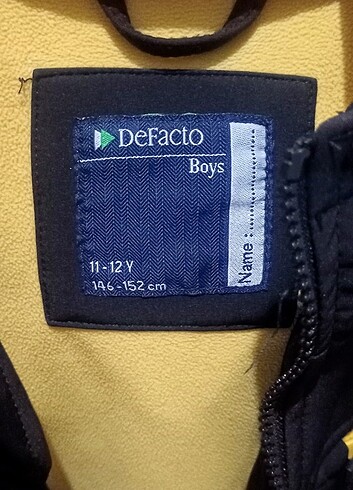 DeFacto
Boys
Name : ................
11-12 Y
146-152 cm